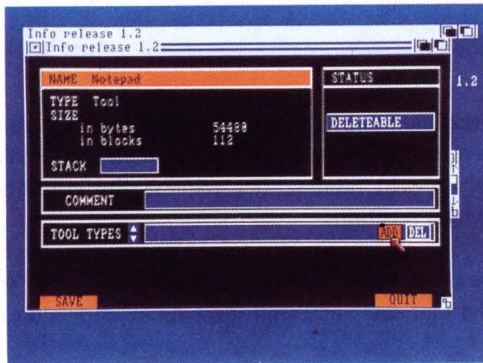 Info release 1.2
Info release 1.2
NAME Notepad
STATUS
1.2
TYPE Tool
SIZE
in bytes 54480
in blocks 112
DELETEABLE
STACK
COMMENT
TOOL TYPES ADD DEL
SAVE QUIT